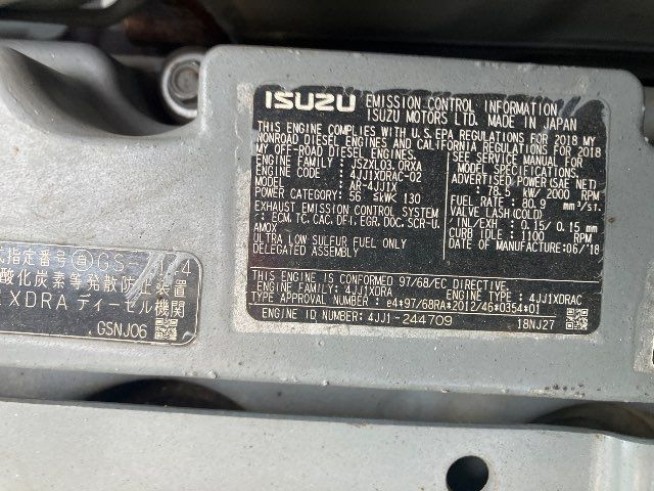 ISUZU EMISSION CONTROL INFORMATION
ISUZU MOTORS LTD. MADE IN JAPAN
THIS ENGINE COMPLIES WITH U.S.EPA REGULATIONS FOR 2018 MY
NONROAD DIESEL ENGINES AND CALIFORNIA REGULATIONS FOR 2018
MY OFF-ROAD DIESEL ENGINES.
ENGINE FAMILY : JSZXL03.0RXA
ENGINE CODE : 4JJ1XDRAC-02
MODEL : AR-4JJ1X
POWER CATEGORY: 56 ≤kW< 130
EXHAUST EMISSION CONTROL SYSTEM
: ECM, TC, CAC, DFI, EGR, DOC, SCR-U,
AMOX
ULTRA LOW SULFUR FUEL ONLY
DELEGATED ASSEMBLY
SEE SERVICE MANUAL FOR
MODEL SPECIFICATIONS.
ADVERTISED POWER(SAE NET)
kW/ 2000 RPM
FUEL RATE: 80.9 mm³/st.
VALVE LASH(COLD)
: IN./EXH.: 0.15/0.15 mm
CURB IDLE : 1100 RPM
DATE OF MANUFACTURE:06/18
CONFORMED 97/68/EC DIRECTIVE.
ENGINE FAMILY: 4JJ1XDRA ENGINE TYPE : 4JJ1XDRAC
TYPE APPROVAL NUMBER : e4*97/68RA*2012/46*0354*01
ENGINE ID NUMBER: 4JJ1-244709 18NJ27
式指定番号
酸化炭素等発散防止装置
XDRA ディーゼル機関
GSNJ06